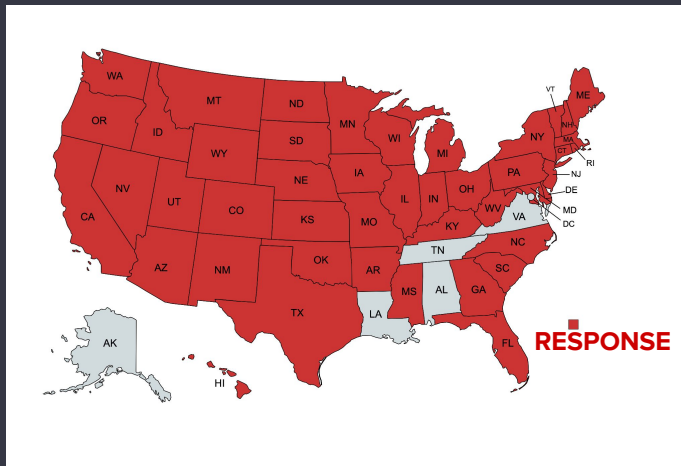 WA
MT
ND
MN
VT
ME
OR
ID
SD
WI
MI
NY
NH
MA
CT
RI
WY
NE
IA
PA
NJ
NV
UT
CO
KS
IL
IN
OH
WV
DE
MD
DC
CA
MO
KY
VA
AZ
NM
OK
AR
TN
NC
SC
TX
LA
MS
AL
GA
FL
AK
HI
RESPONSE